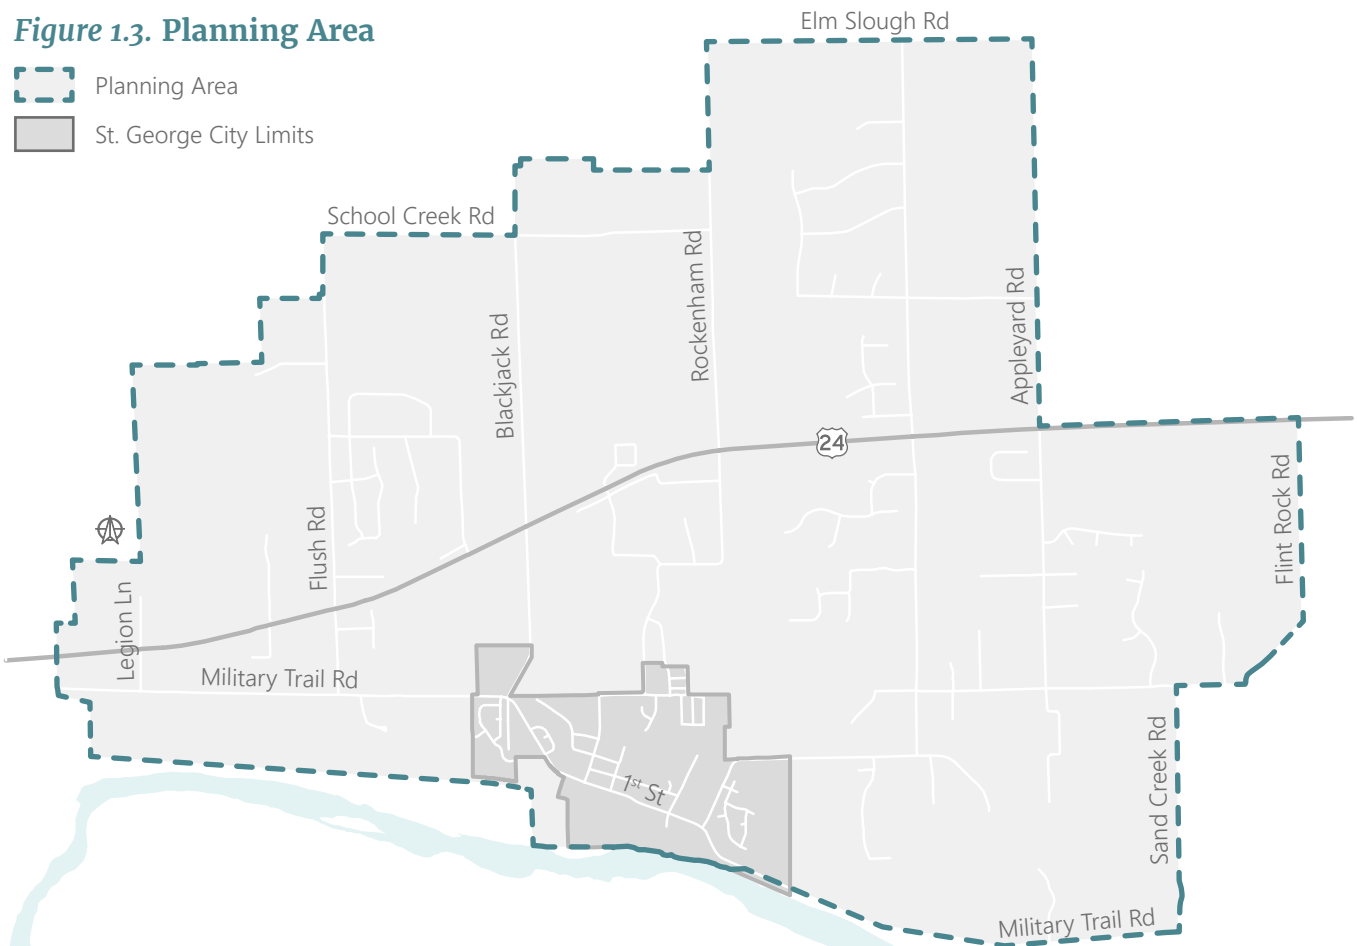 Figure 1.3. Planning Area
Planning Area
St. George City Limits
Elm Slough Rd
School Creek Rd
Rockenham Rd
Appleyard Rd
Blackjack Rd
24
Flint Rock Rd
Flush Rd
Legion Ln
Military Trail Rd
Sand Creek Rd
1st St
Military Trail Rd